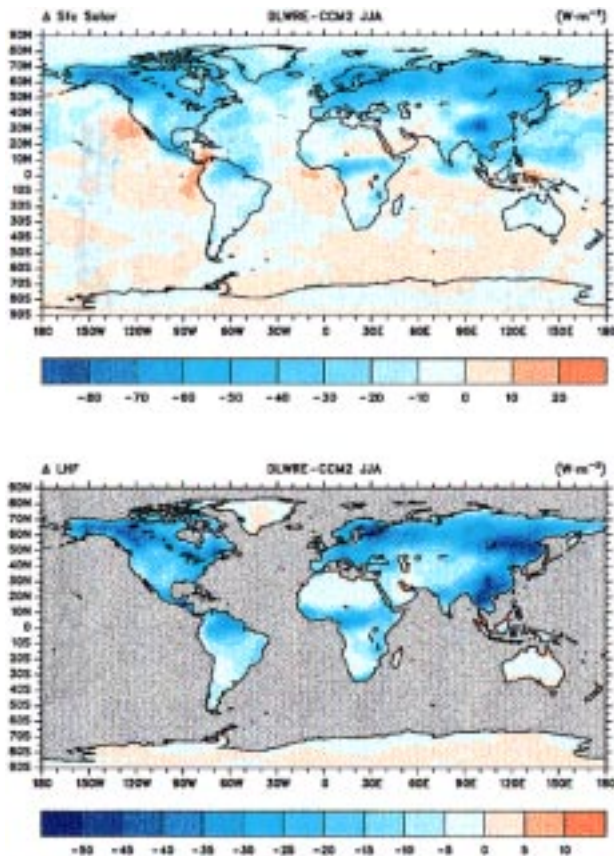 Δ Sfc Solar DLWRE-CCM2 JJA (W·m⁻²)
90N
80N
70N
60N
50N
40N
30N
20N
10N
0
10S
20S
30S
40S
50S
60S
70S
80S
90S
180 150W 120W 90W 60W 30W 0 30E 60E 90E 120E 150E 180
-80 -70 -60 -50 -40 -30 -20 -10 0 10 20
Δ LHF DLWRE-CCM2 JJA (W·m⁻²)
90N
80N
70N
60N
50N
40N
30N
20N
10N
0
10S
20S
30S
40S
50S
60S
70S
80S
90S
180 150W 120W 90W 60W 30W 0 30E 60E 90E 120E 150E 180
-50 -45 -40 -35 -30 -25 -20 -15 -10 -5 0 5 10